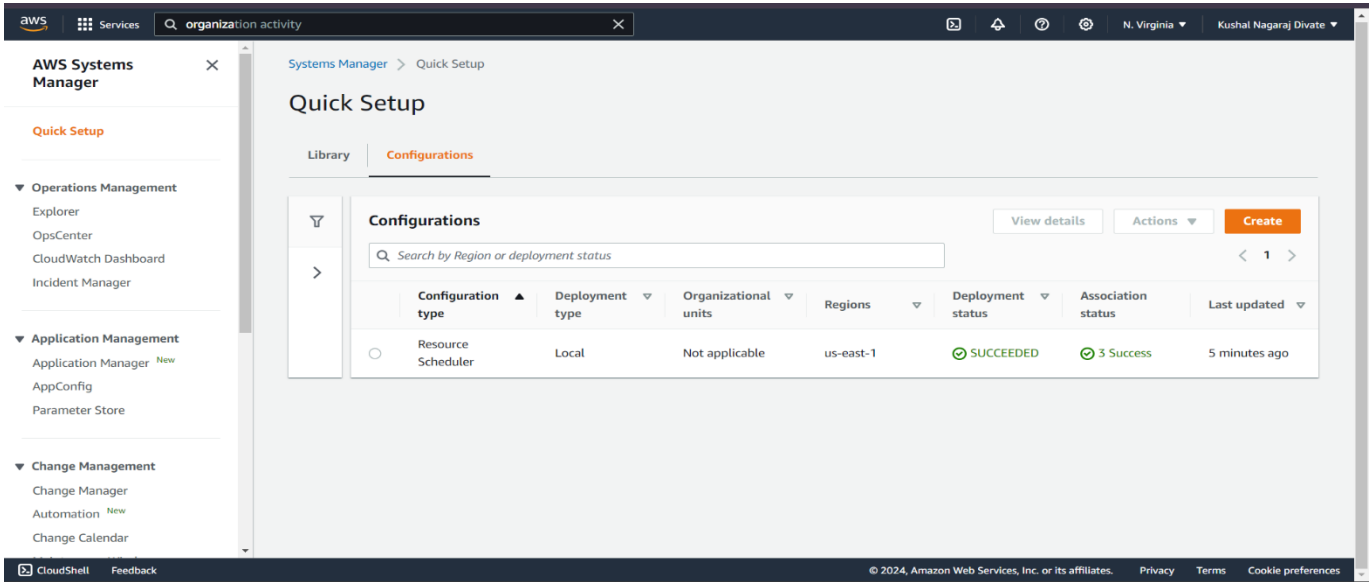 aws
Services
organization activity
N. Virginia
Kushal Nagaraj Divate
AWS Systems
Manager
Quick Setup
Operations Management
Explorer
OpsCenter
CloudWatch Dashboard
Incident Manager
Application Management
Application Manager New
AppConfig
Parameter Store
Change Management
Change Manager
Automation New
Change Calendar
Systems Manager > Quick Setup
Quick Setup
Library
Configurations
Configurations
View details
Actions
Create
Search by Region or deployment status
< 1 >
Configuration type
Deployment type
Organizational units
Regions
Deployment status
Association status
Last updated
Resource Scheduler
Local
Not applicable
us-east-1
SUCCEEDED
3 Success
5 minutes ago
CloudShell
Feedback
© 2024, Amazon Web Services, Inc. or its affiliates.
Privacy
Terms
Cookie preferences